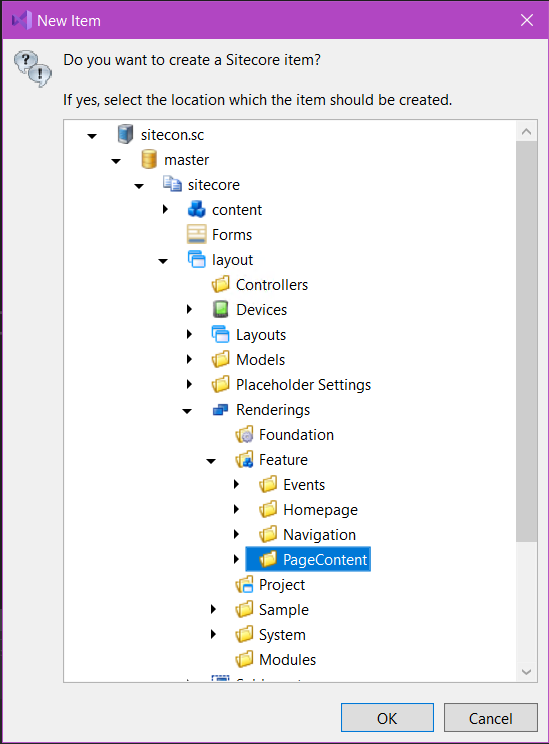 New Item
Do you want to create a Sitecore item?
If yes, select the location which the item should be created.
sitecon.sc
master
sitecore
content
Forms
layout
Controllers
Devices
Layouts
Models
Placeholder Settings
Renderings
Foundation
Feature
Events
Homepage
Navigation
PageContent
Project
Sample
System
Modules
OK
Cancel